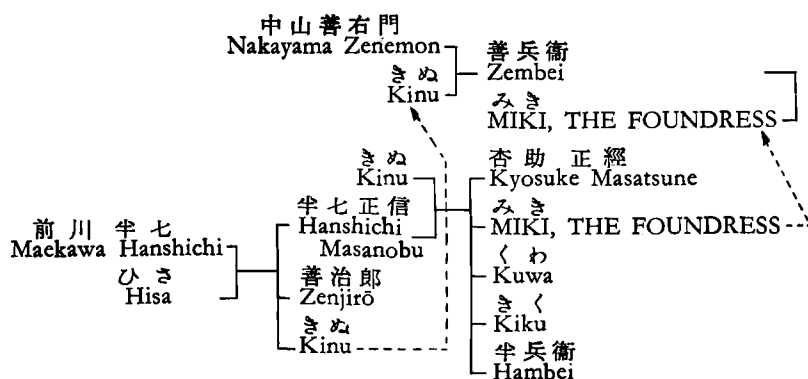 中山善右門
Nakayama Zenemon
きぬ
Kinu
善兵衞
Zembei
みき
MIKI, THE FOUNDRESS
きぬ
Kinu
半七正信
Hanshichi
Masanobu
前川 半七
Maekawa Hanshichi
ひさ
Hisa
善治郎
Zenjirō
きぬ
Kinu
杏助 正經
Kyosuke Masatsune
みき
MIKI, THE FOUNDRESS
くわ
Kuwa
きく
Kiku
半兵衞
Hambei